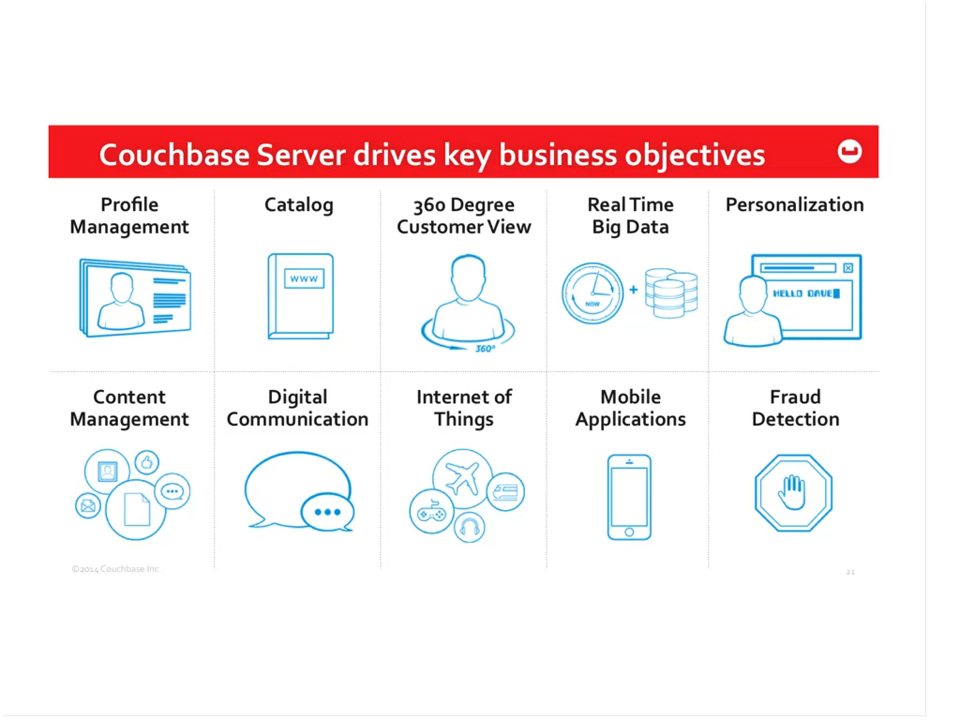 Couchbase Server drives key business objectives
Profile
Management
Catalog
360 Degree
Customer View
Real Time
Big Data
Personalization
WWW
NOW
+
360°
HELLO DAVE
Content
Management
Digital
Communication
Internet of
Things
Mobile
Applications
Fraud
Detection
©2014 Couchbase Inc.
21